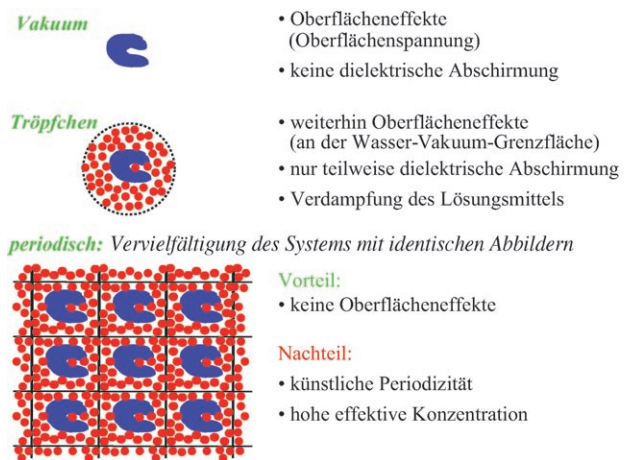 Vakuum
• Oberflächeneffekte
(Oberflächenspannung)
• keine dielektrische Abschirmung
Tröpfchen
• weiterhin Oberflächeneffekte
(an der Wasser-Vakuum-Grenzfläche)
• nur teilweise dielektrische Abschirmung
• Verdampfung des Lösungsmittels
periodisch: Vervielfältigung des Systems mit identischen Abbildern
Vorteil:
• keine Oberflächeneffekte
Nachteil:
• künstliche Periodizität
• hohe effektive Konzentration